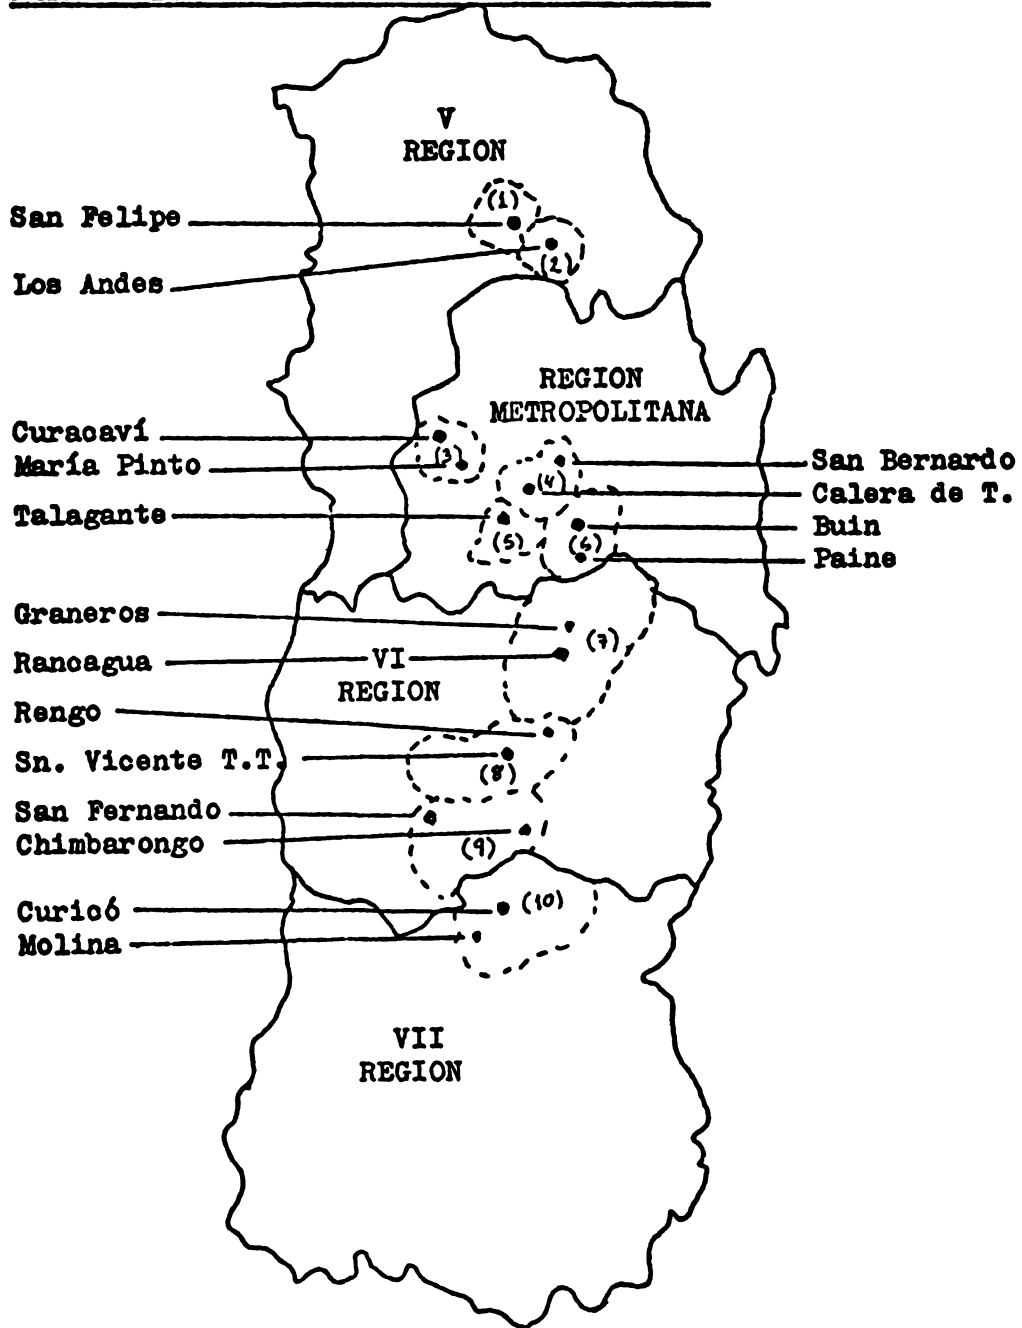 V
REGION
(1)
San Felipe
(2)
Los Andes
REGION
METROPOLITANA
Curacaví
(3)
María Pinto
San Bernardo
(4)
Calera de T.
Talagante
Buin
(5)
(6)
Paine
Graneros
(7)
Rancagua
VI
REGION
Rengo
Sn. Vicente T.T.
(8)
San Fernando
Chimbarongo
(9)
Curicó
(10)
Molina
VII
REGION